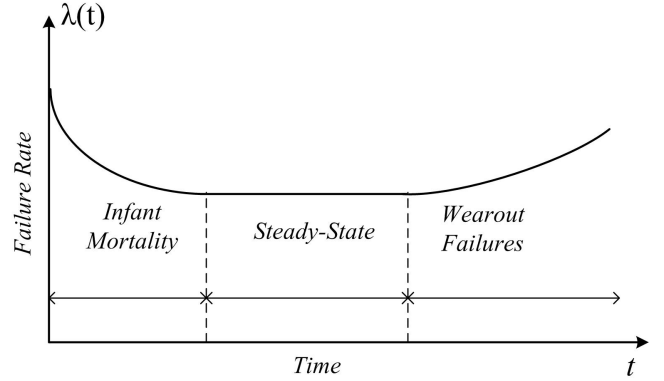 λ(t)
Failure Rate
Infant
Mortality
Steady-State
Wearout
Failures
Time
t